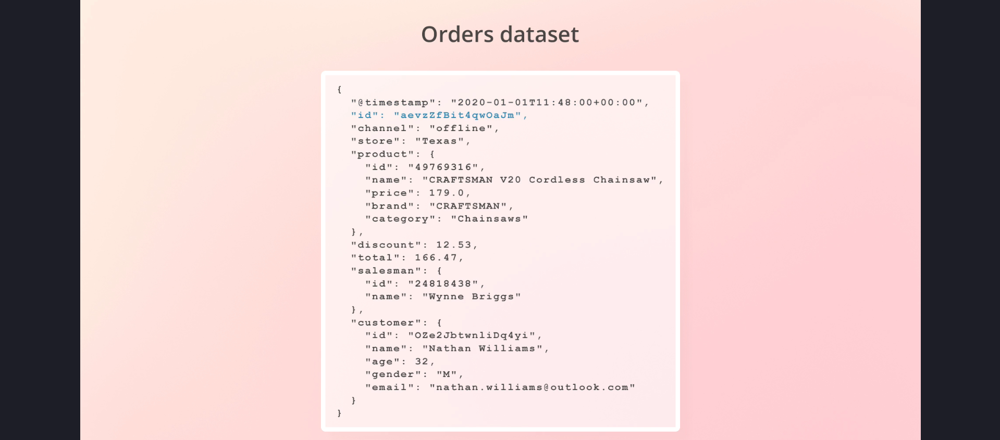 Orders dataset
{
  "@timestamp": "2020-01-01T11:48:00+00:00",
  "id": "aevzZfBit4qwOaJm",
  "channel": "offline",
  "store": "Texas",
  "product": {
    "id": "49769316",
    "name": "CRAFTSMAN V20 Cordless Chainsaw",
    "price": 179.0,
    "brand": "CRAFTSMAN",
    "category": "Chainsaws"
  },
  "discount": 12.53,
  "total": 166.47,
  "salesman": {
    "id": "24818438",
    "name": "Wynne Briggs"
  },
  "customer": {
    "id": "OZe2JbtwnliDq4yi",
    "name": "Nathan Williams",
    "age": 32,
    "gender": "M",
    "email": "nathan.williams@outlook.com"
  }
}